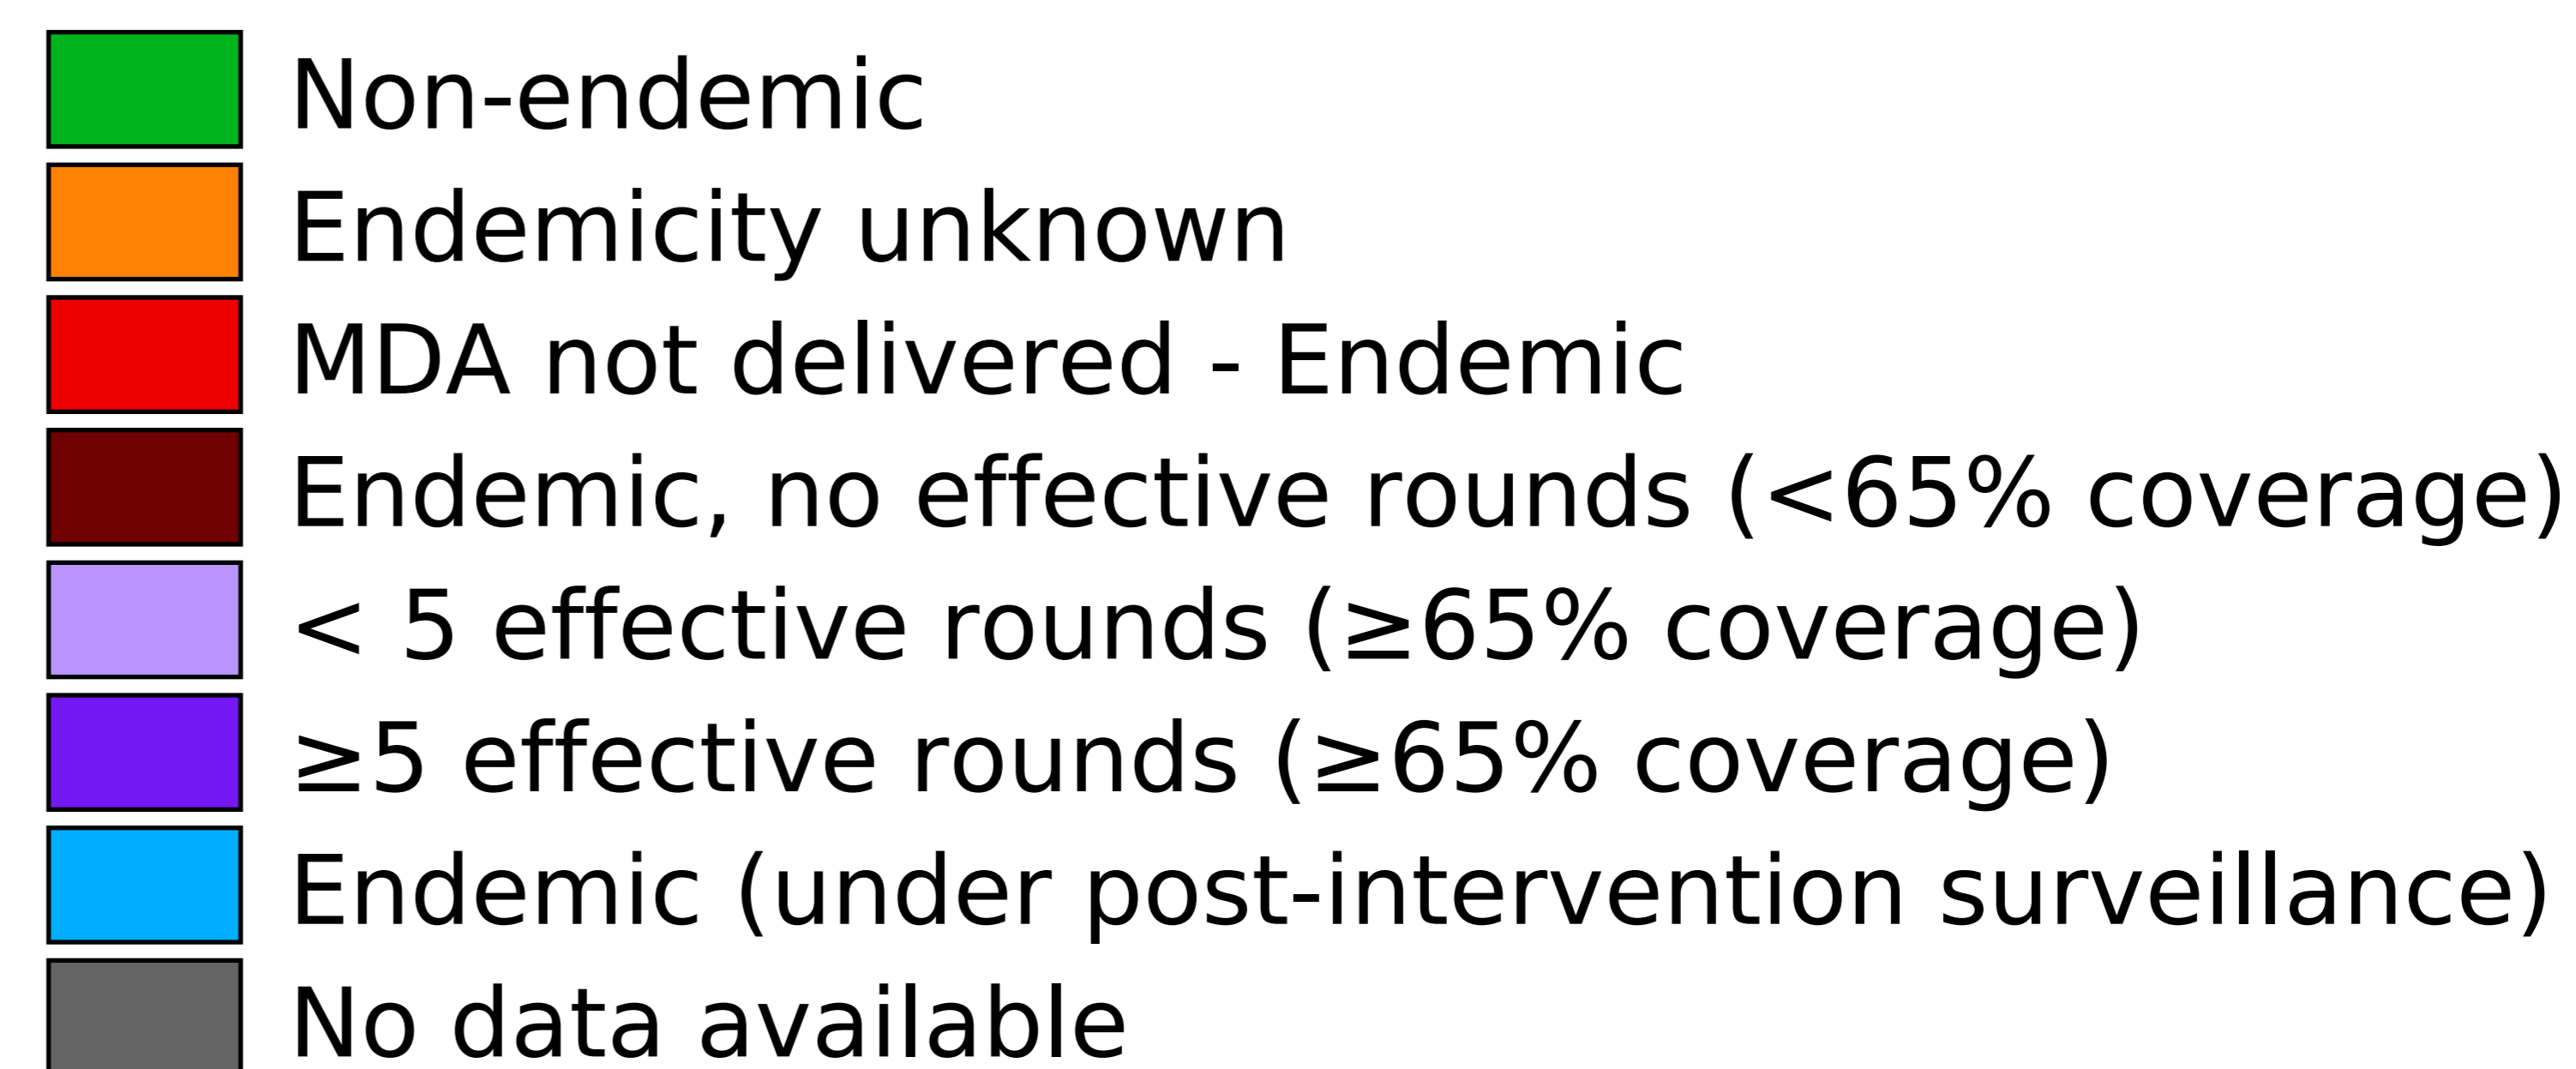 Non-endemic
Endemicity unknown
MDA not delivered - Endemic
Endemic, no effective rounds (<65% coverage)
< 5 effective rounds (≥65% coverage)
≥5 effective rounds (≥65% coverage)
Endemic (under post-intervention surveillance)
No data available